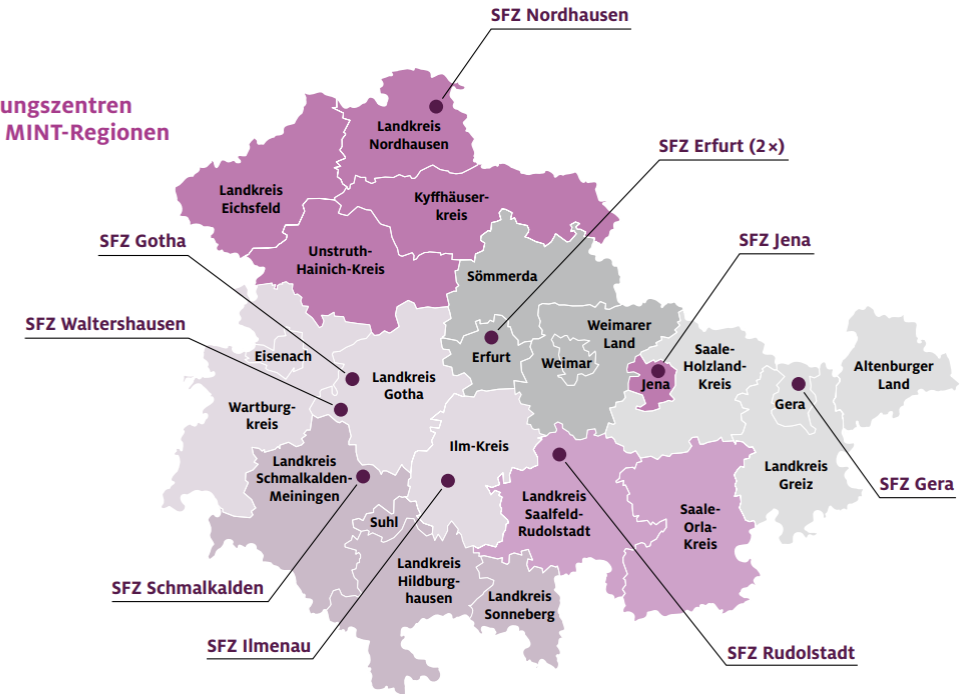 SFZ Nordhausen
ungszentren
MINT-Regionen
Landkreis
Nordhausen
SFZ Erfurt (2×)
Landkreis
Eichsfeld
Kyffhäuser-
kreis
SFZ Gotha
Unstruth-
Hainich-Kreis
SFZ Jena
Sömmerda
SFZ Waltershausen
Eisenach
Erfurt
Weimarer
Land
Weimar
Saale-
Holzland-
Kreis
Jena
Altenburger
Land
Gera
Landkreis
Gotha
Wartburg-
kreis
Ilm-Kreis
Landkreis
Schmalkalden-
Meiningen
Landkreis
Greiz
SFZ Gera
Landkreis
Saalfeld-
Rudolstadt
Saale-
Orla-
Kreis
Suhl
Landkreis
Hildburg-
hausen
SFZ Schmalkalden
Landkreis
Sonneberg
SFZ Ilmenau
SFZ Rudolstadt